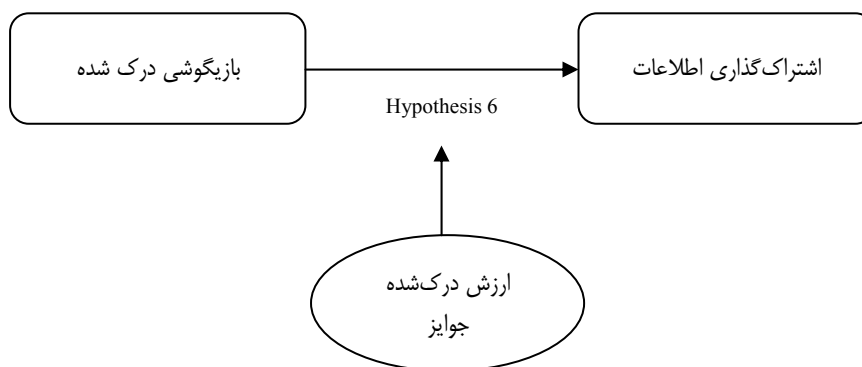 بازیگوشی درک شده
اشتراک‌گذاری اطلاعات
Hypothesis 6
ارزش درک‌شده
جوایز